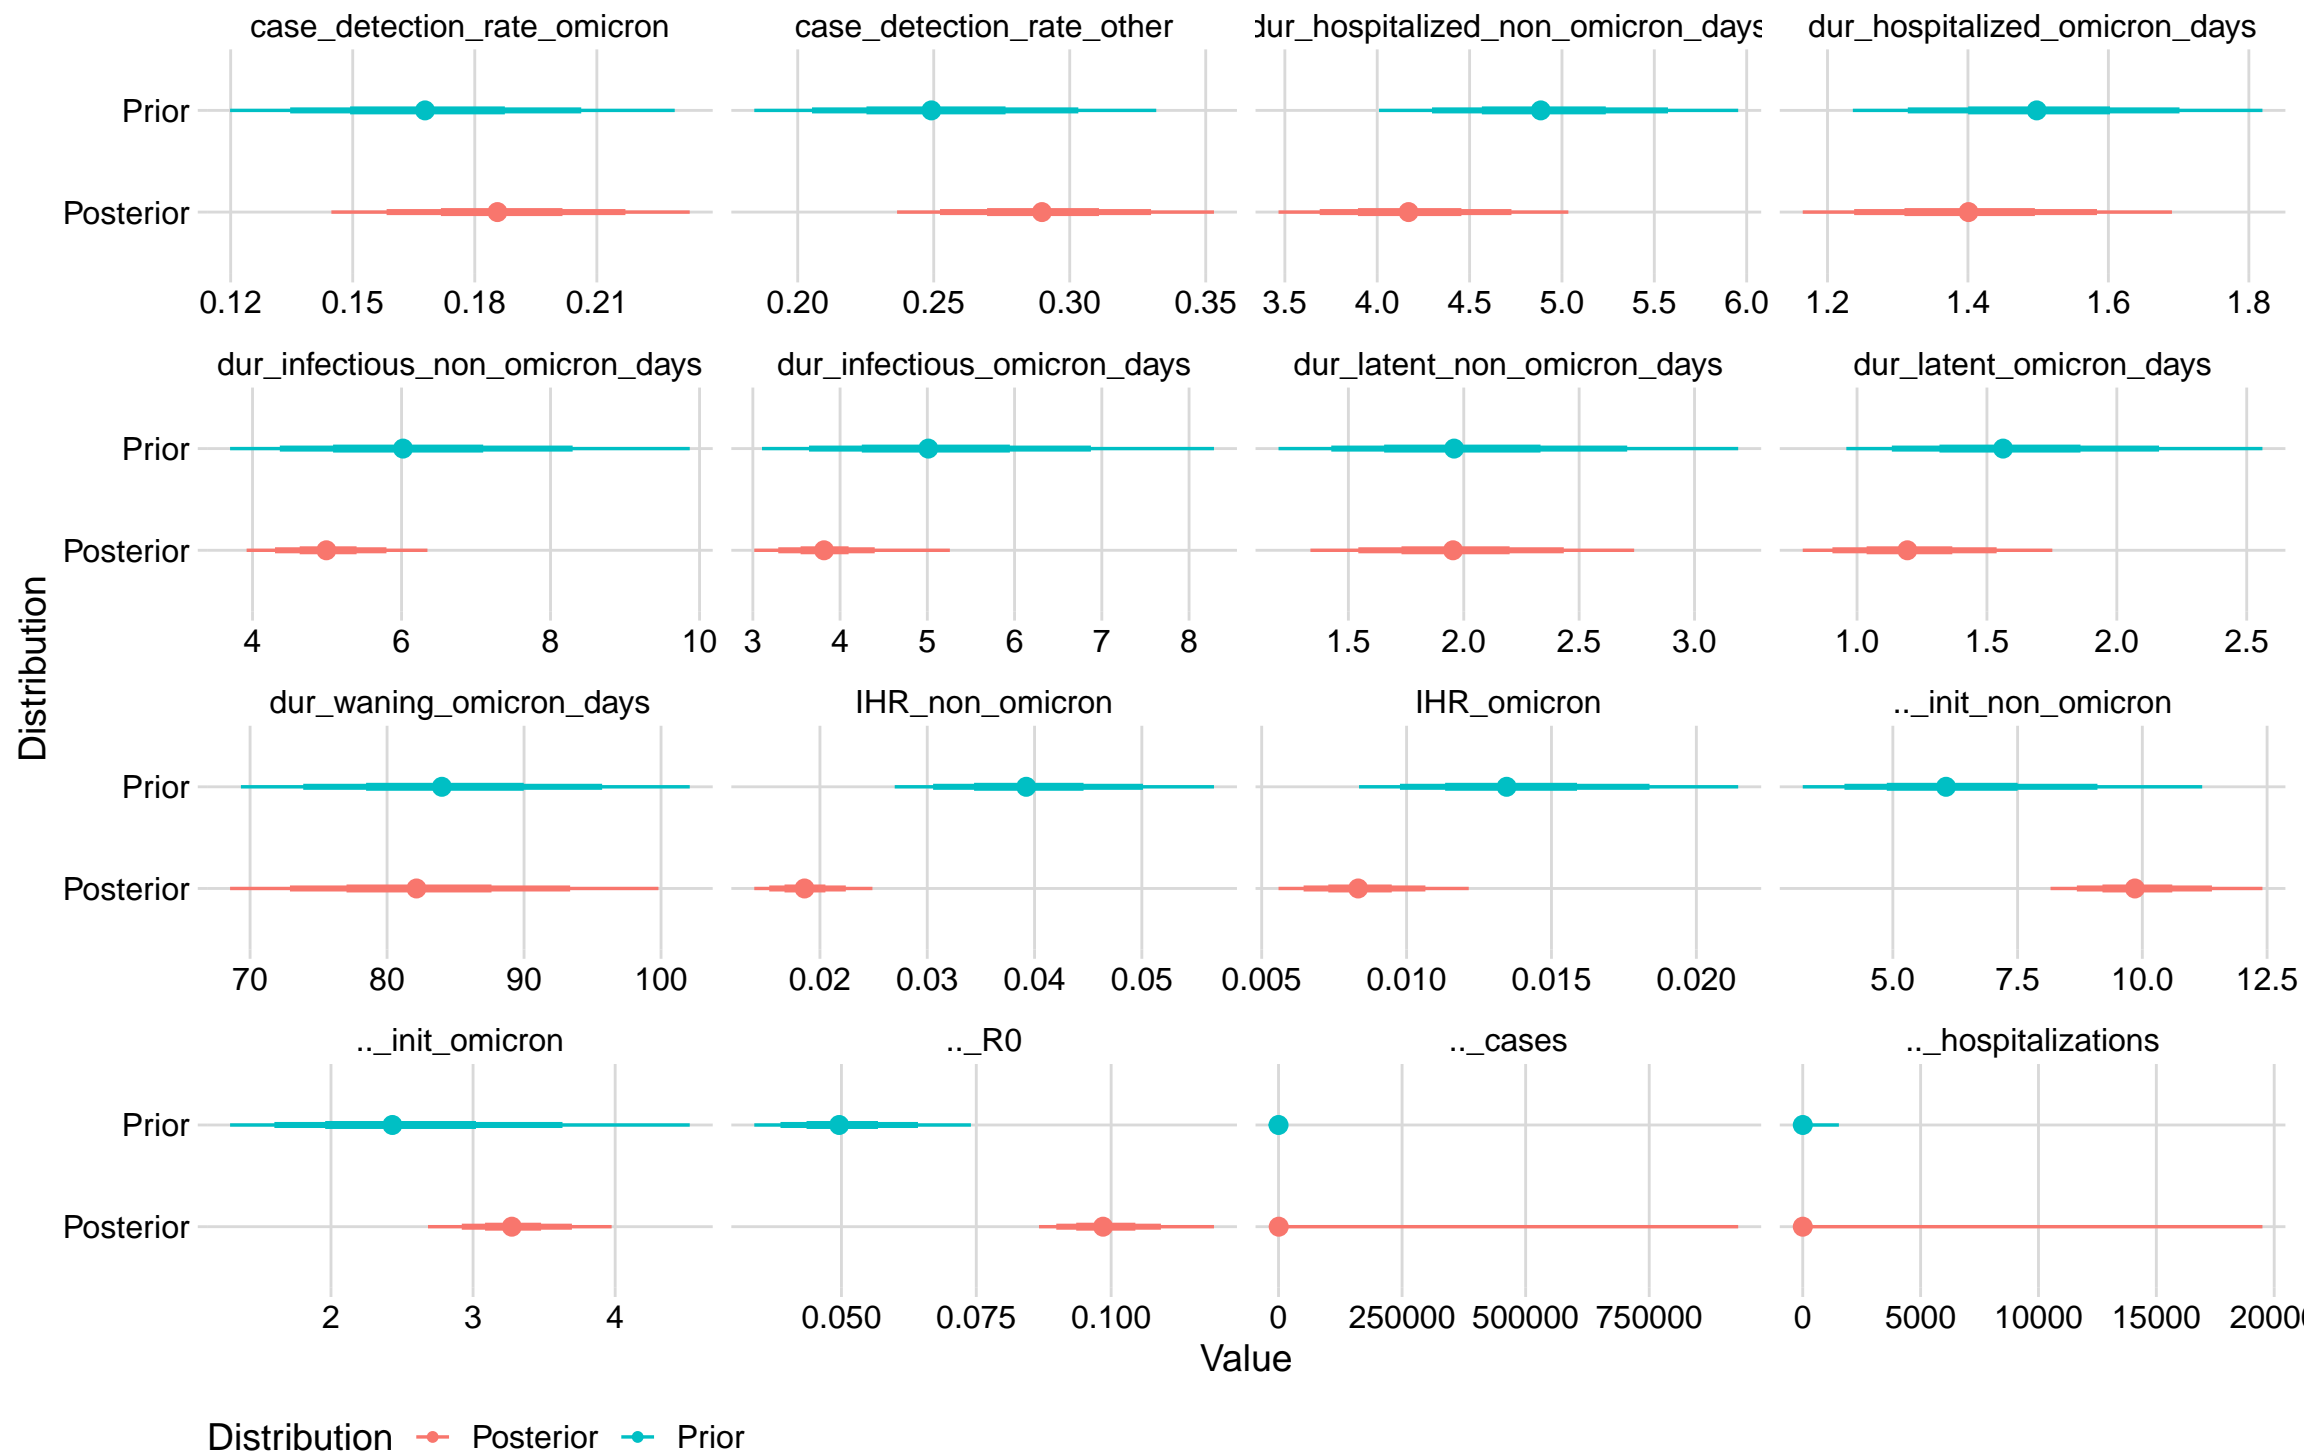 case_detection_rate_omicron case_detection_rate_other dur_hospitalized_non_omicron_days dur_hospitalized_omicron_days
Prior
Posterior
0.12 0.15 0.18 0.21 0.20 0.25 0.30 0.35 3.5 4.0 4.5 5.0 5.5 6.0 1.2 1.4 1.6 1.8
dur_infectious_non_omicron_days dur_infectious_omicron_days dur_latent_non_omicron_days dur_latent_omicron_days
Prior
Posterior
4 6 8 10 3 4 5 6 7 8 1.5 2.0 2.5 3.0 1.0 1.5 2.0 2.5
Distribution
dur_waning_omicron_days IHR_non_omicron IHR_omicron .._init_non_omicron
Prior
Posterior
70 80 90 100 0.02 0.03 0.04 0.05 0.005 0.010 0.015 0.020 5.0 7.5 10.0 12.5
.._init_omicron .._R0 .._cases .._hospitalizations
Prior
Posterior
2 3 4 0.050 0.075 0.100 0 250000 500000 750000 0 5000 10000 15000 20000
Value
Distribution Posterior Prior